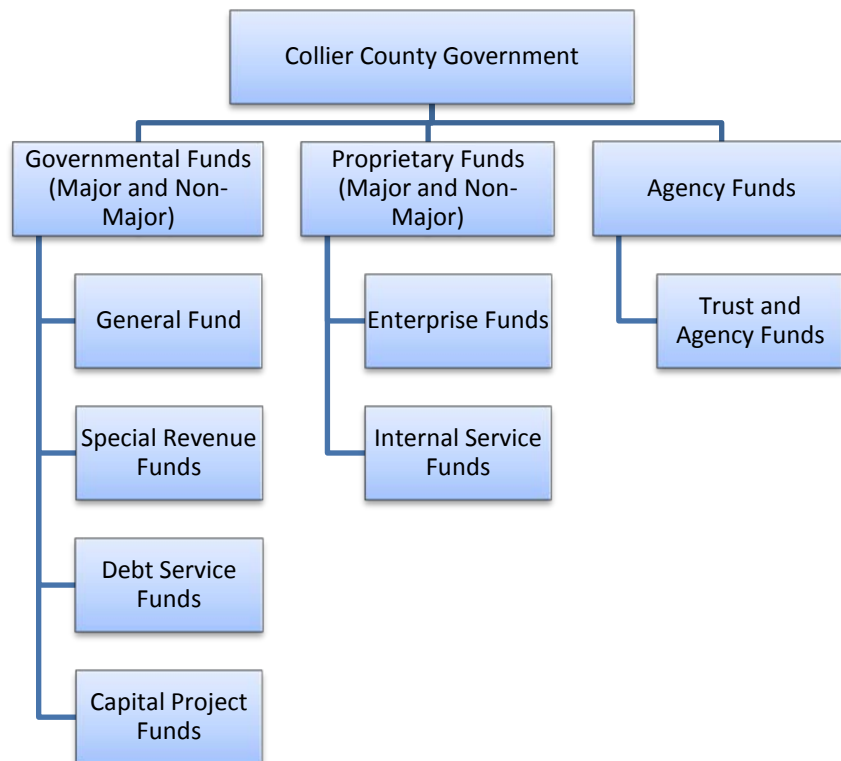 Collier County Government
Governmental Funds
(Major and Non-
Major)
Proprietary Funds
(Major and Non-
Major)
Agency Funds
General Fund
Enterprise Funds
Trust and
Agency Funds
Special Revenue
Funds
Internal Service
Funds
Debt Service
Funds
Capital Project
Funds